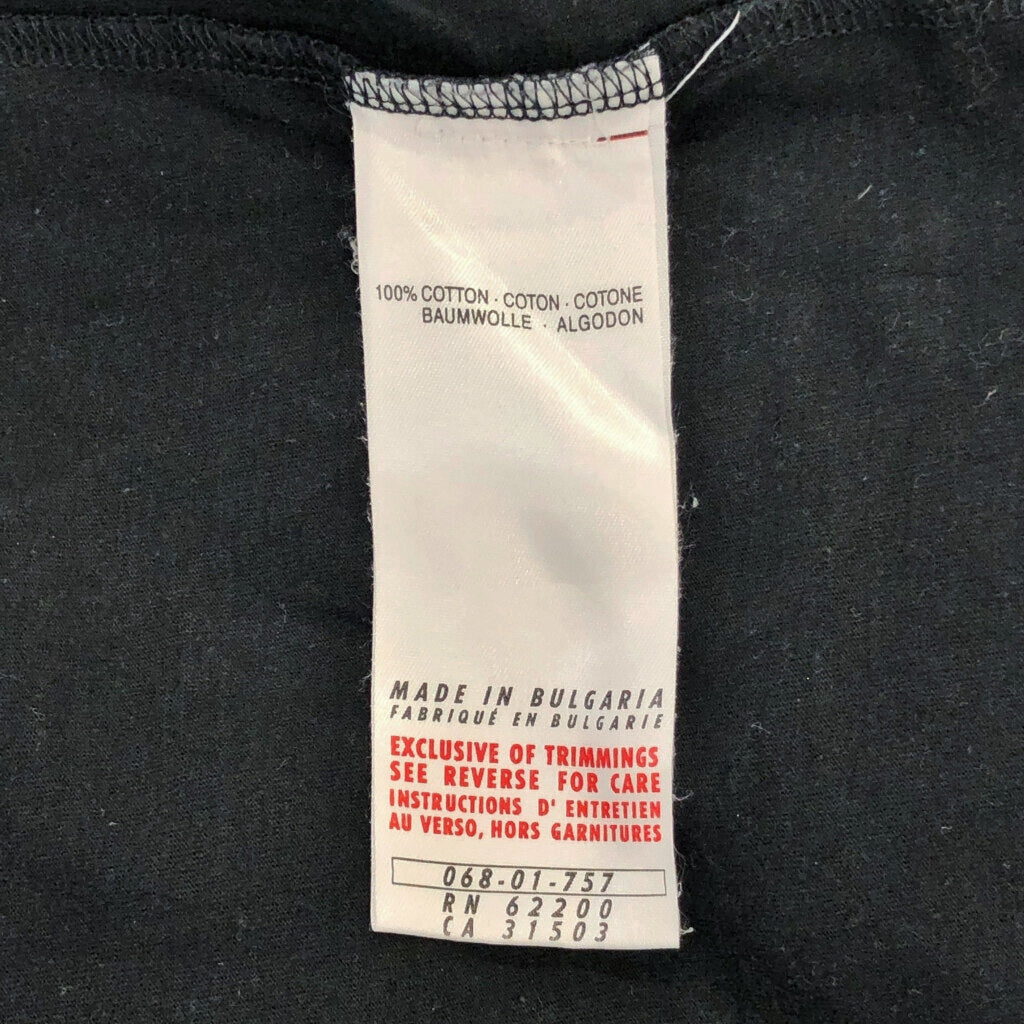 100% COTTON · COTON · COTONE
BAUMWOLLE · ALGODON
MADE IN BULGARIA
FABRIQUÉ EN BULGARIE
EXCLUSIVE OF TRIMMINGS
SEE REVERSE FOR CARE
INSTRUCTIONS D' ENTRETIEN
AU VERSO, HORS GARNITURES
068-01-757
RN 62200
CA 31503